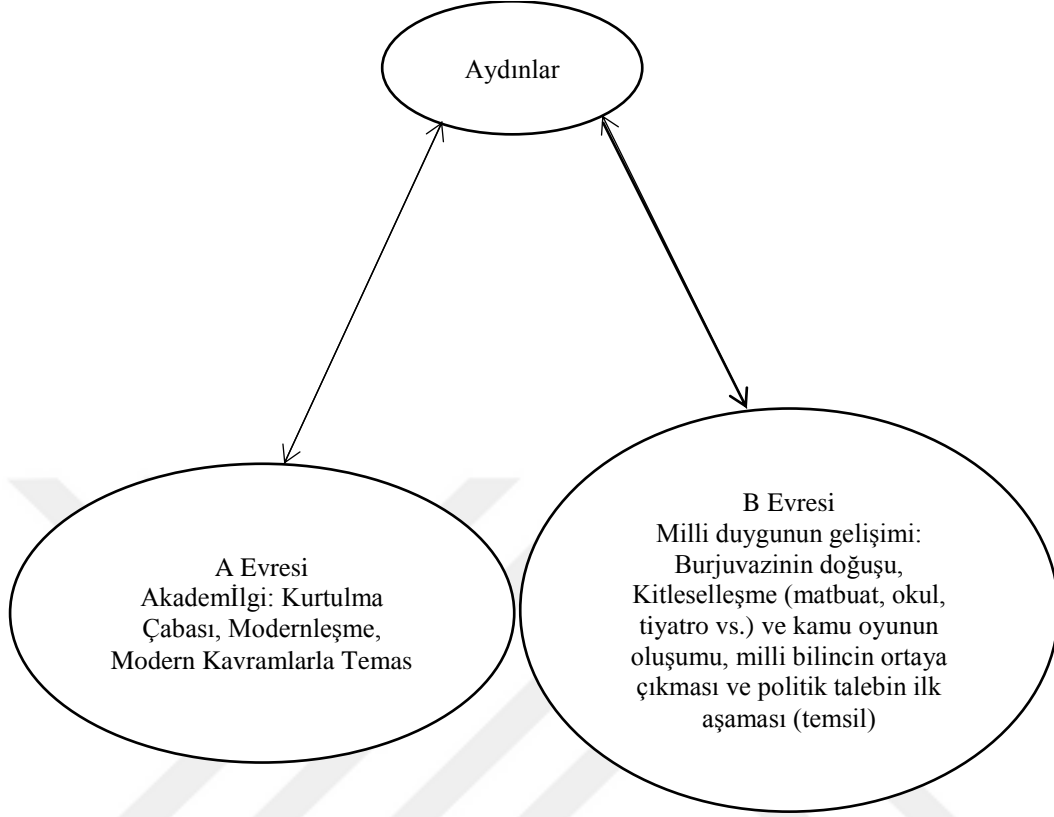 Aydınlar
A Evresi
Akademİlgi: Kurtulma
Çabası, Modernleşme,
Modern Kavramlarla Temas
B Evresi
Milli duygunun gelişimi:
Burjuvazinin doğuşu,
Kitleselleşme (matbuat, okul,
tiyatro vs.) ve kamu oyunun
oluşumu, milli bilincin ortaya
çıkması ve politik talebin ilk
aşaması (temsil)